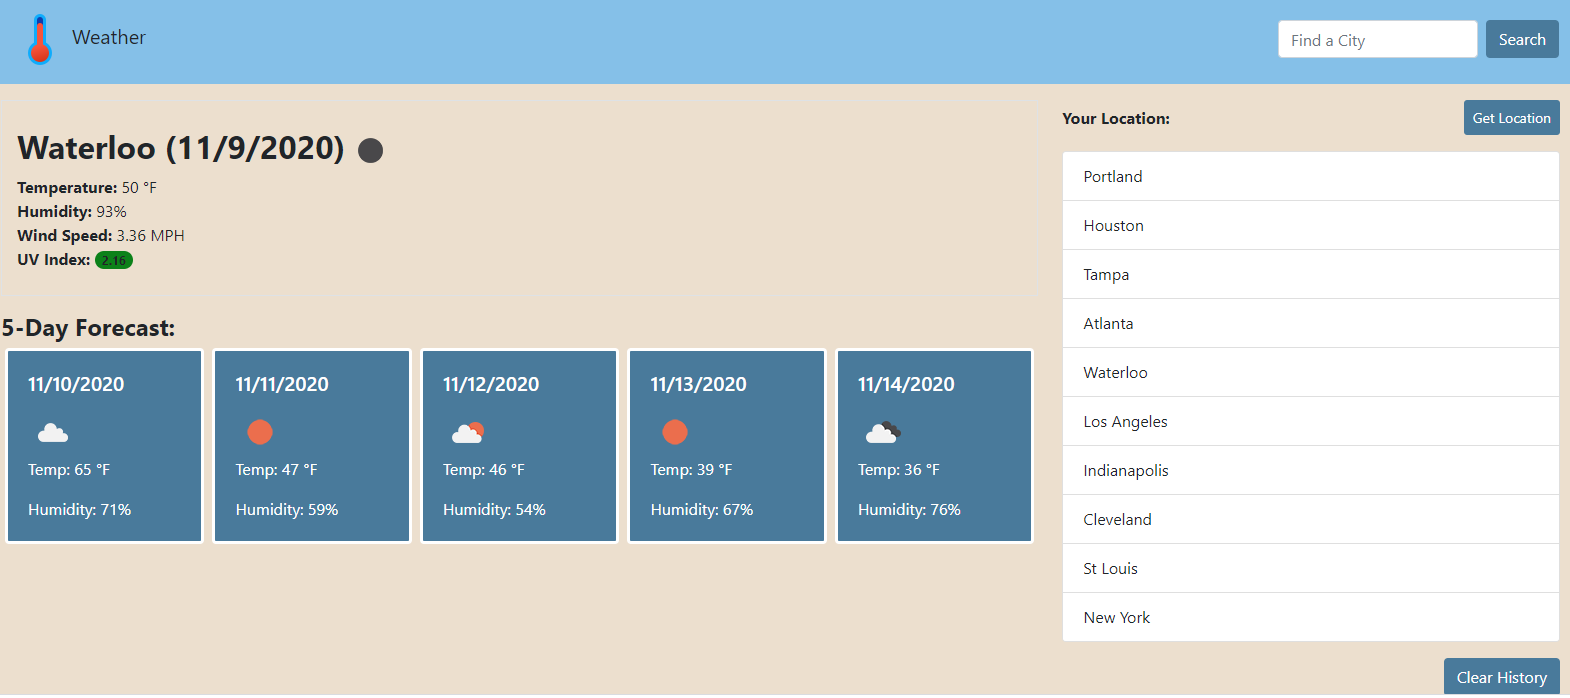 Weather
Find a City
Search
Waterloo (11/9/2020)
Temperature: 50 °F
Humidity: 93%
Wind Speed: 3.36 MPH
UV Index: 2.16
5-Day Forecast:
11/10/2020
Temp: 65 °F
Humidity: 71%
11/11/2020
Temp: 47 °F
Humidity: 59%
11/12/2020
Temp: 46 °F
Humidity: 54%
11/13/2020
Temp: 39 °F
Humidity: 67%
11/14/2020
Temp: 36 °F
Humidity: 76%
Your Location:
Get Location
Portland
Houston
Tampa
Atlanta
Waterloo
Los Angeles
Indianapolis
Cleveland
St Louis
New York
Clear History